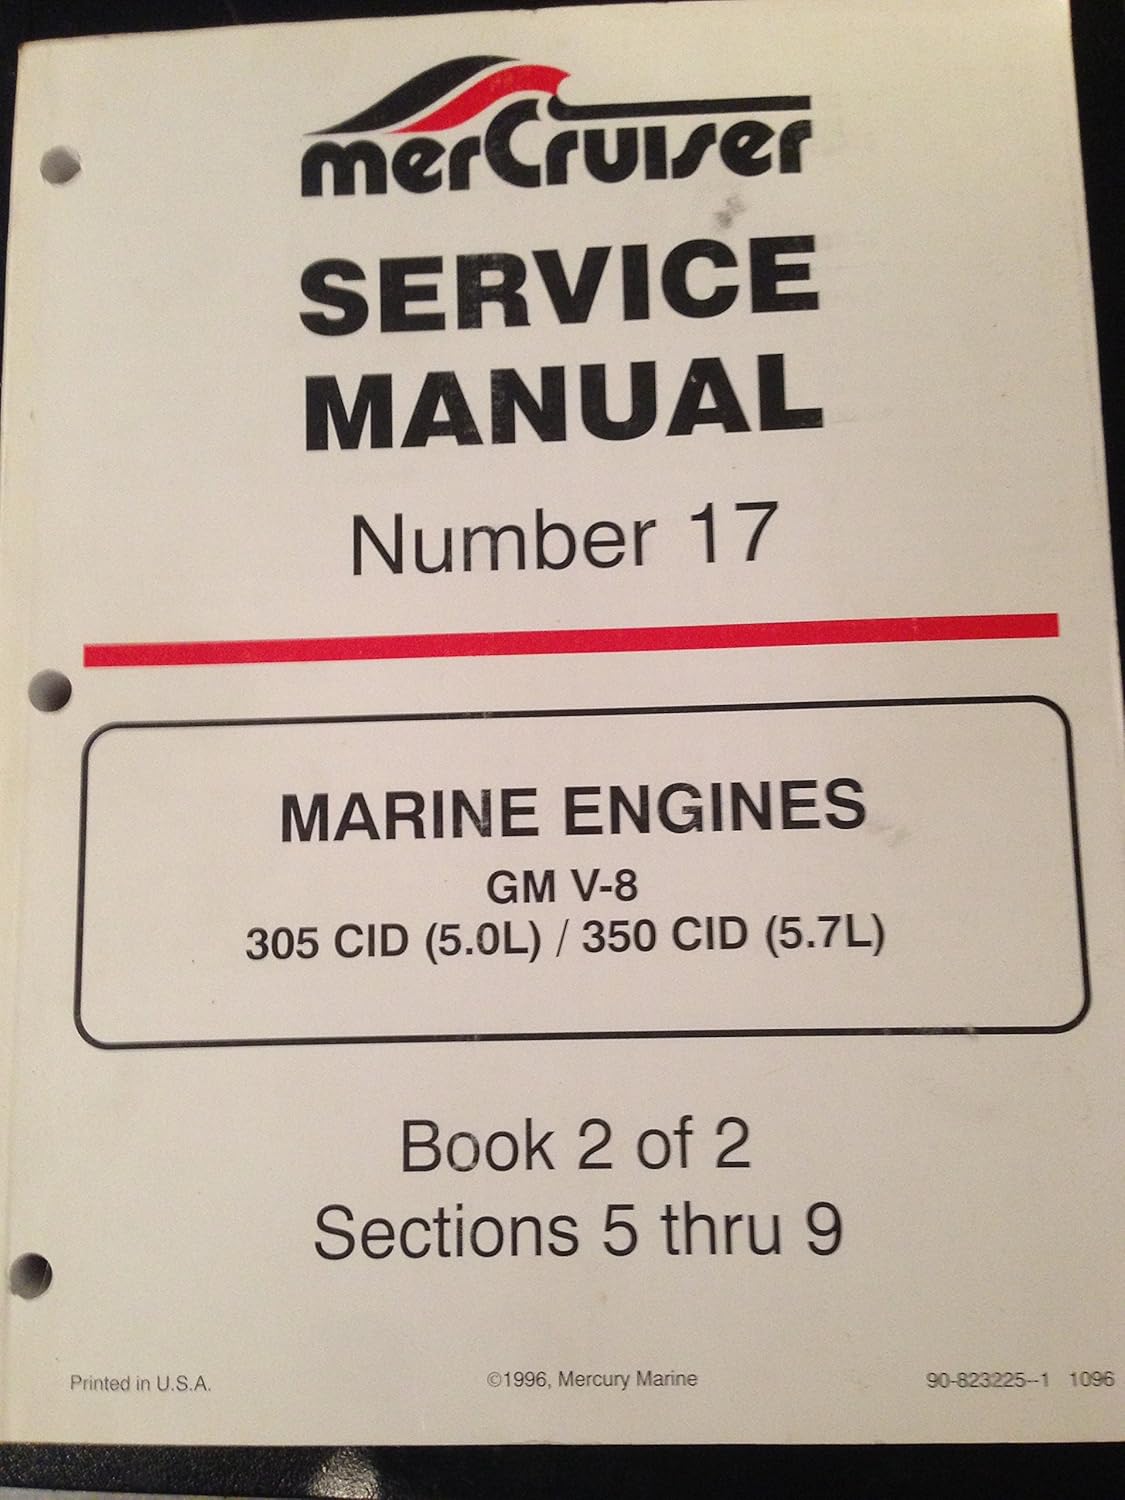 merCruiser
SERVICE
MANUAL
Number 17
MARINE ENGINES
GM V-8
305 CID (5.0L) / 350 CID (5.7L)
Book 2 of 2
Sections 5 thru 9
Printed in U.S.A.
©1996, Mercury Marine
90-823225--1 1096